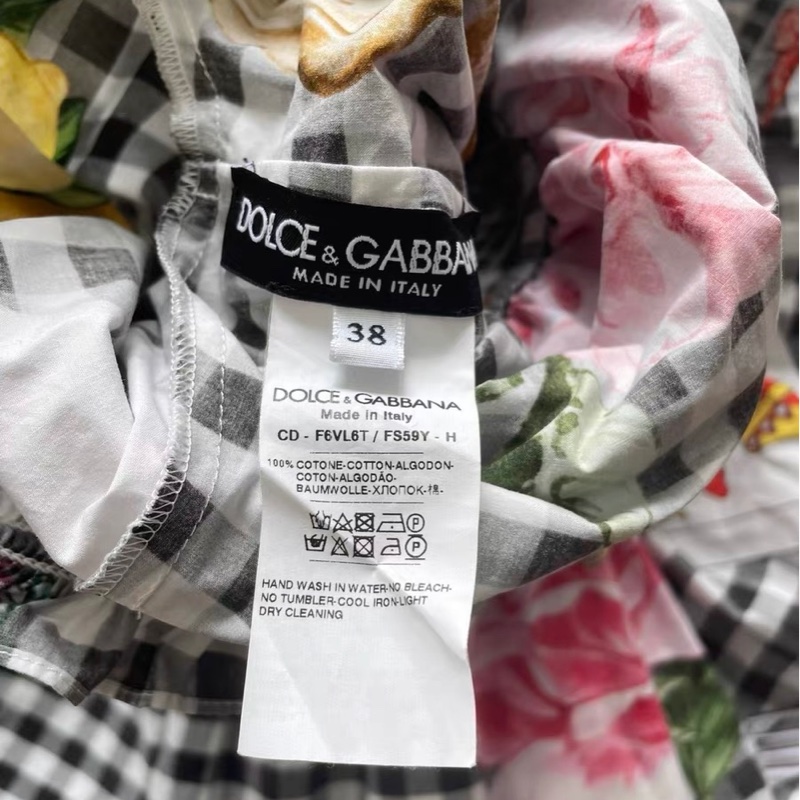 DOLCE & GABBANA
MADE IN ITALY
38
DOLCE & GABBANA
Made in Italy
CD - F6VL6T / FS59Y - H
100% COTONE-COTTON-ALGODON-
COTON-ALGODÃO-
BAUMWOLLE-ХЛОПОК-棉-
HAND WASH IN WATER-NO BLEACH-
NO TUMBLER-COOL IRON-LIGHT
DRY CLEANING